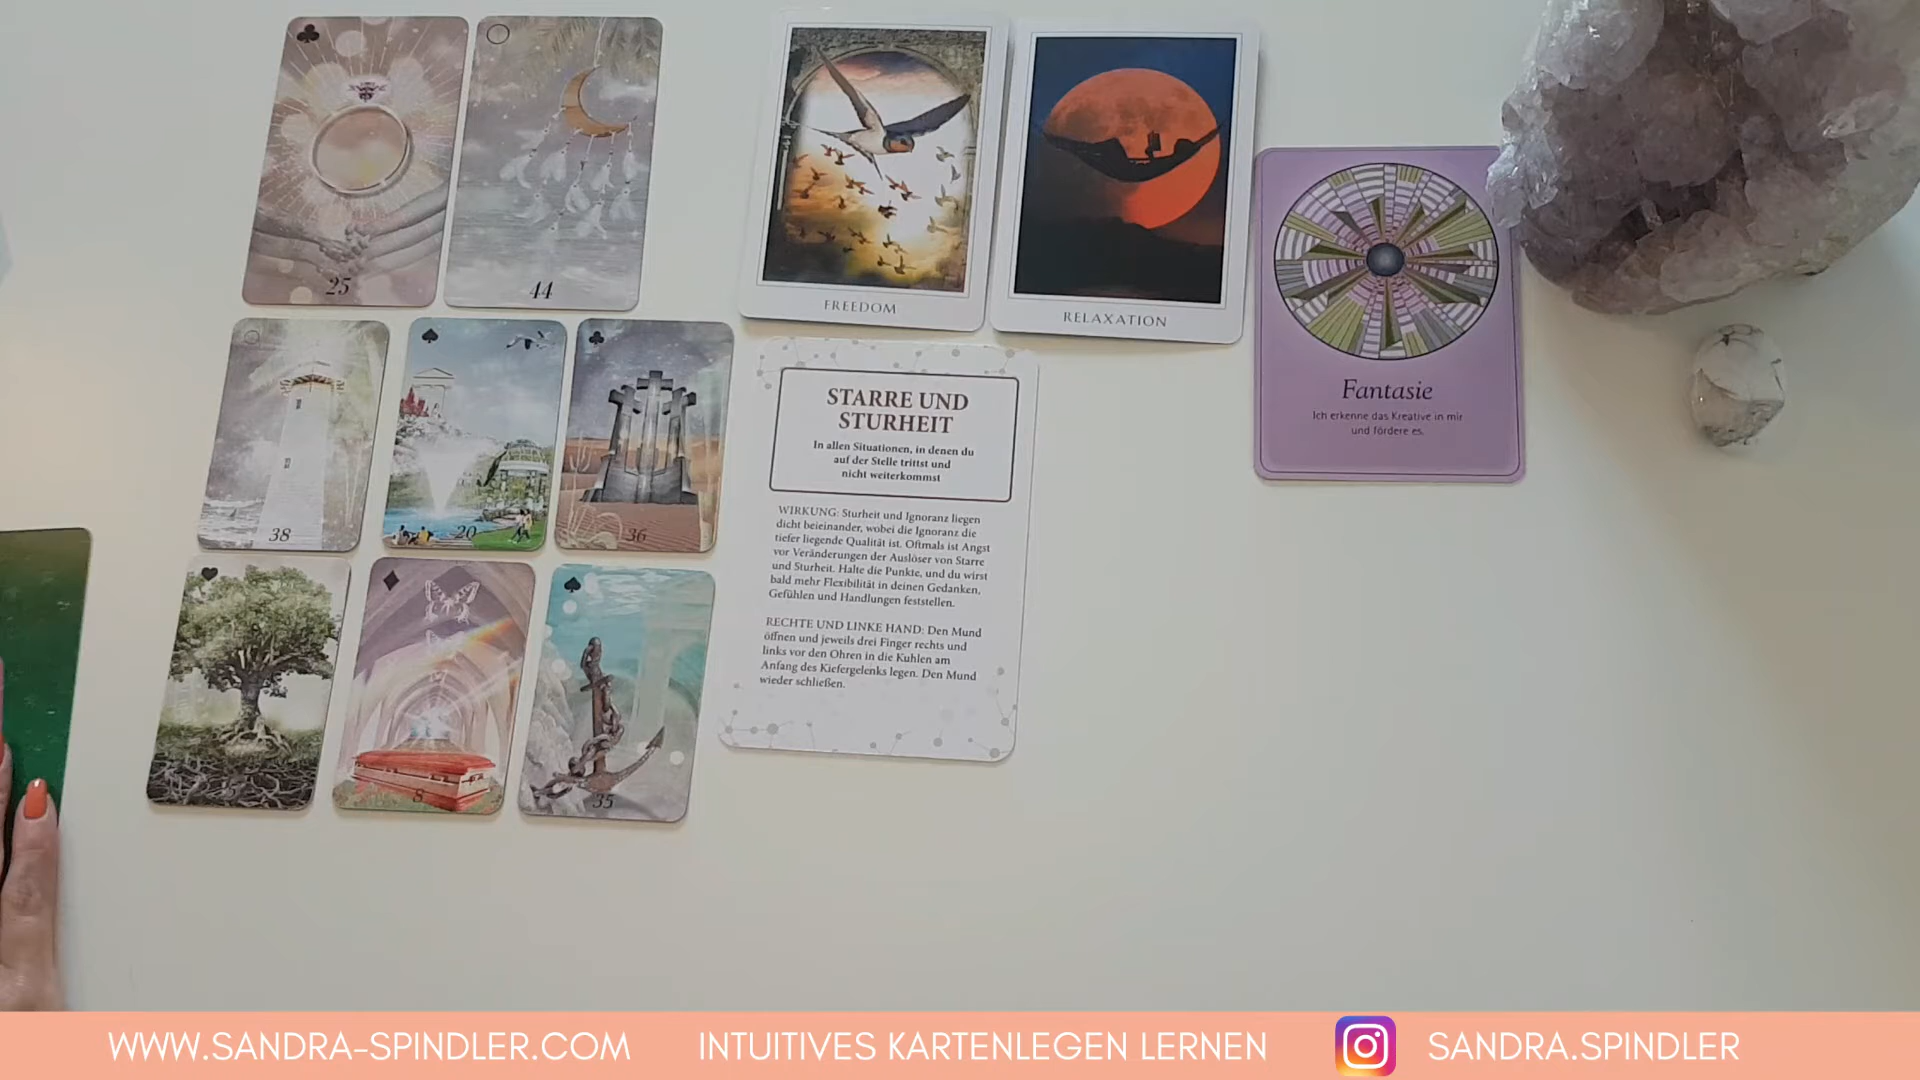 25
44
FREEDOM
RELAXATION
38
20
36
8
35
STARRE UND
STURHEIT
In allen Situationen, in denen du
auf der Stelle trittst und
nicht weiterkommst
WIRKUNG: Sturheit und Ignoranz liegen
dicht beieinander, wobei die Ignoranz die
tiefer liegende Qualität ist. Oftmals ist Angst
vor Veränderungen der Auslöser von Starre
und Sturheit. Halte die Punkte, und du wirst
bald mehr Flexibilität in deinen Gedanken,
Gefühlen und Handlungen feststellen.
RECHTE UND LINKE HAND: Den Mund
öffnen und jeweils drei Finger rechts und
links vor den Ohren in die Kuhlen am
Anfang des Kiefergelenks legen. Den Mund
wieder schließen.
Fantasie
Ich erkenne das Kreative in mir
und fördere es.
WWW.SANDRA-SPINDLER.COM INTUITIVES KARTENLEGEN LERNEN SANDRA.SPINDLER